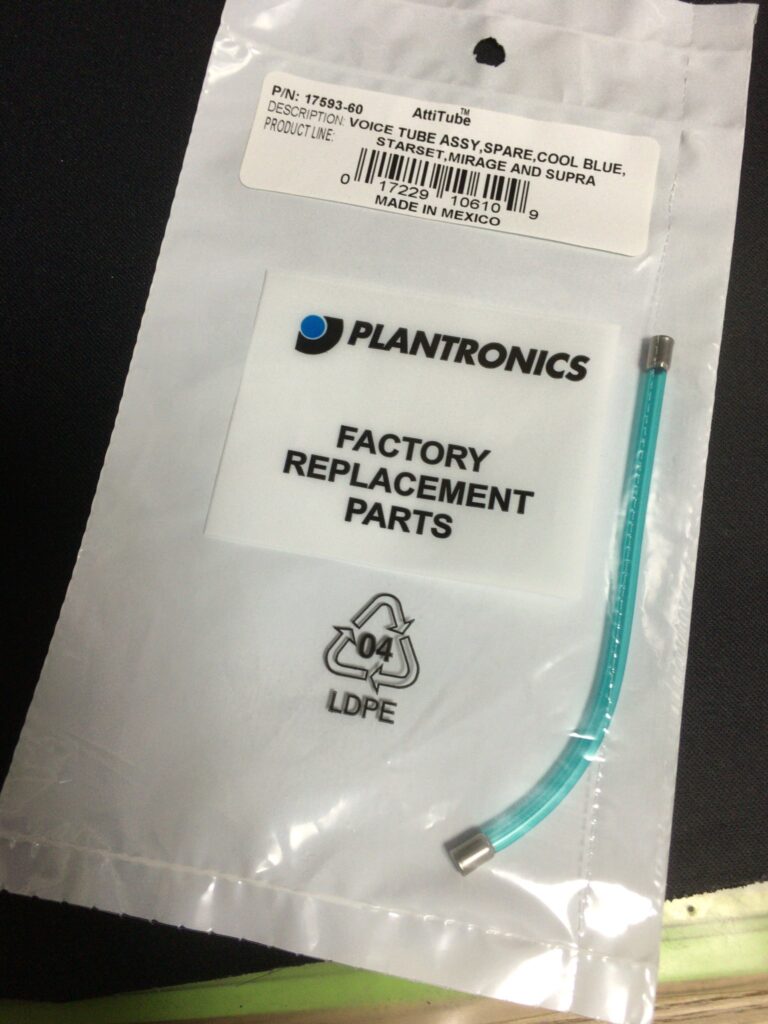 P/N: 17593-60
AttiTube™
DESCRIPTION: VOICE TUBE ASSY,SPARE,COOL BLUE,
PRODUCT LINE: STARSET,MIRAGE AND SUPRA
0 17229 10610 9
MADE IN MEXICO
PLANTRONICS
FACTORY
REPLACEMENT
PARTS
04
LDPE